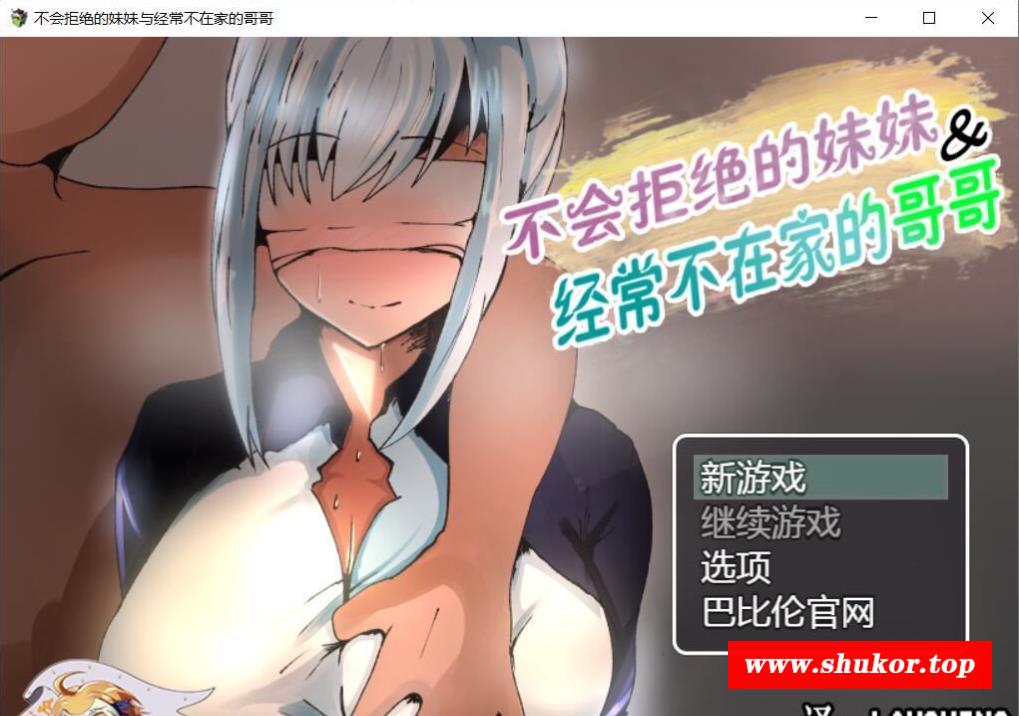 不会拒绝的妹妹与经常不在家的哥哥
不会拒绝的妹妹&
经常不在家的哥哥
新游戏
继续游戏
选项
巴比伦官网
www.shukor.top